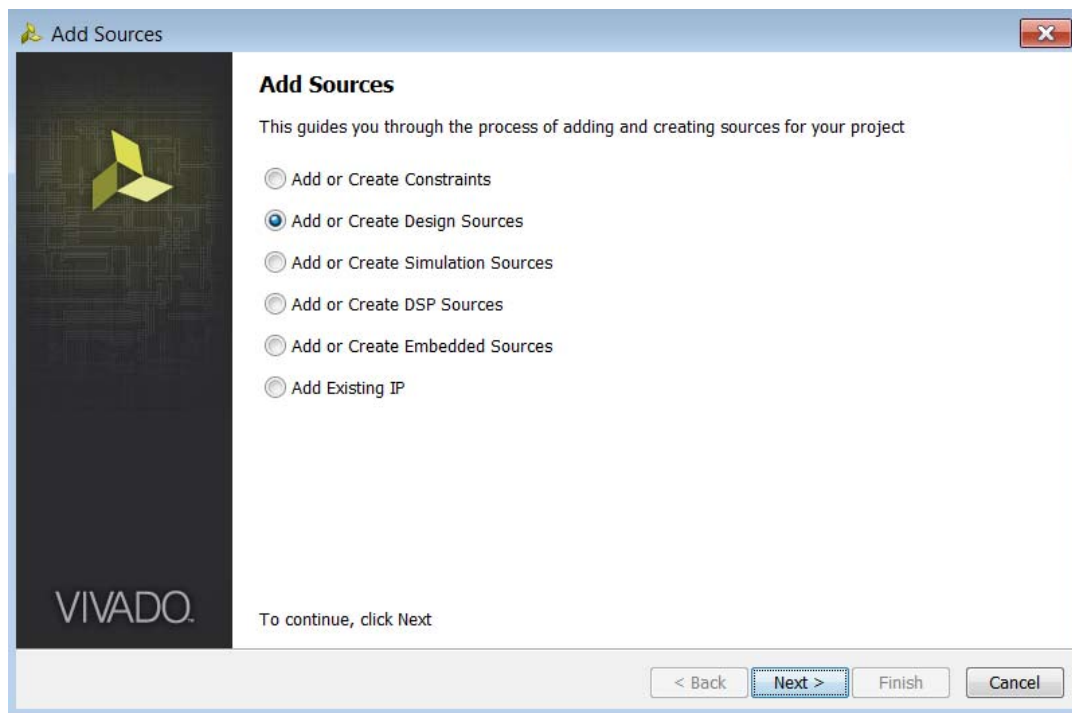 Add Sources
Add Sources
This guides you through the process of adding and creating sources for your project
Add or Create Constraints
Add or Create Design Sources
Add or Create Simulation Sources
Add or Create DSP Sources
Add or Create Embedded Sources
Add Existing IP
VIVADO™
To continue, click Next
< Back
Next >
Finish
Cancel